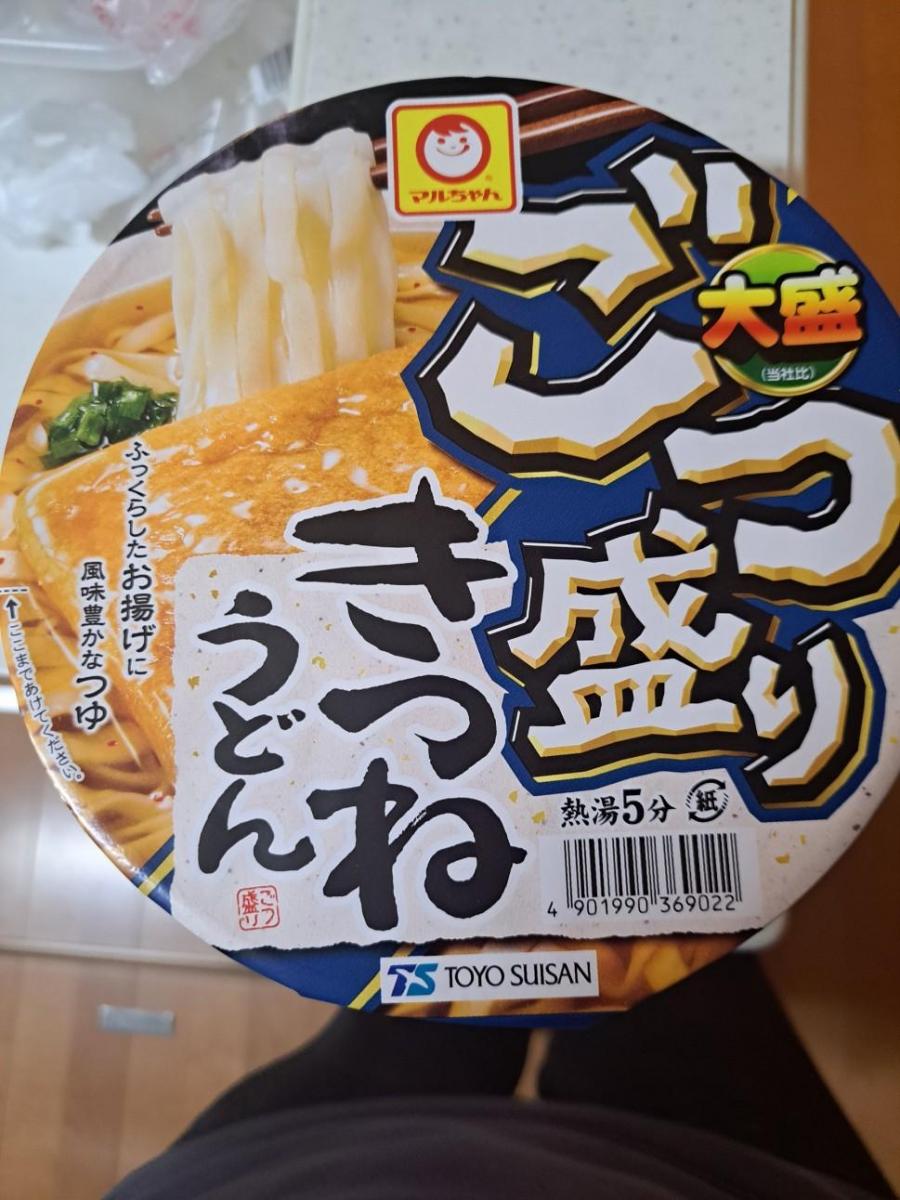 マルちゃん
ごつ盛り
大盛
(当社比)
きつね
うどん
ふっくらしたお揚げに
風味豊かなつゆ
ここまであけてください。
熱湯5分
紙
ごつ
盛り
4 901990 369022
TS TOYO SUISAN